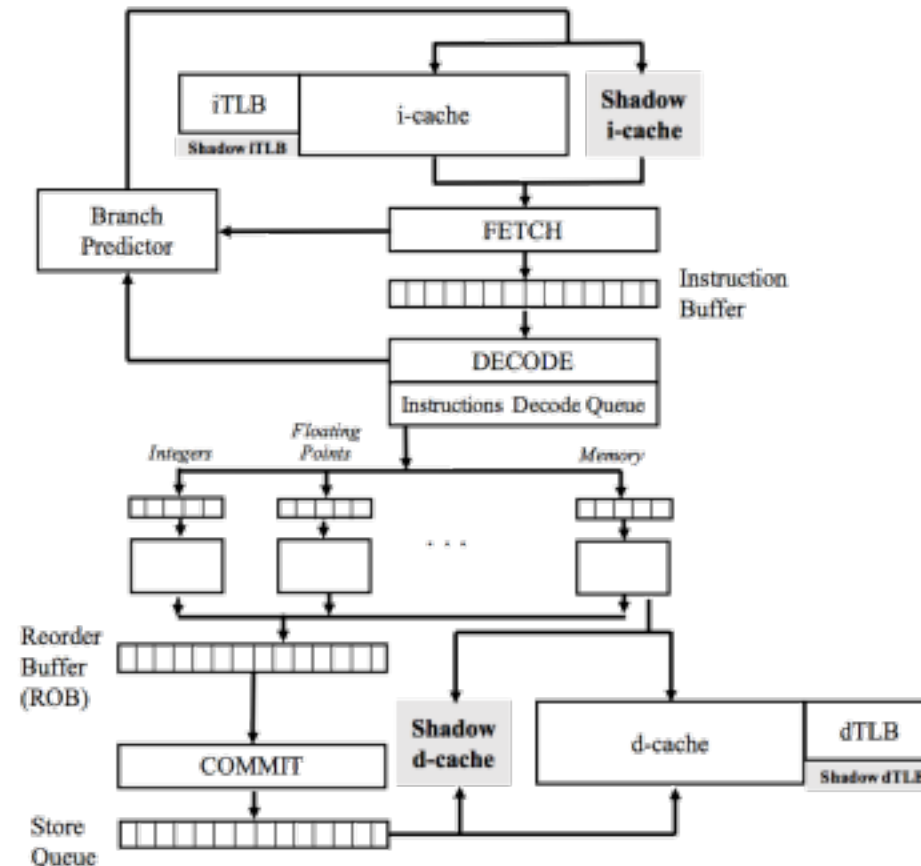 iTLB
Shadow iTLB
i-cache
Shadow
i-cache
Branch
Predictor
FETCH
Instruction
Buffer
DECODE
Instructions Decode Queue
Integers
Floating
Points
Memory
. . .
Reorder
Buffer
(ROB)
Shadow
d-cache
d-cache
dTLB
Shadow dTLB
COMMIT
Store
Queue